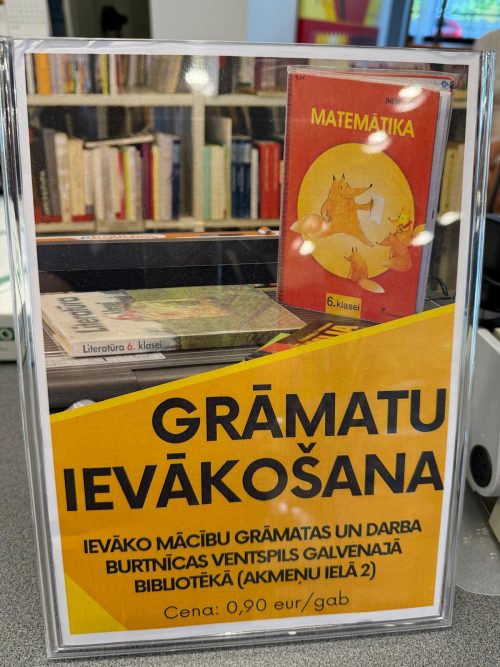 MATEMĀTIKA
6. klasei
Literatūra 6. klasei
GRĀMATU
IEVĀKOŠANA
IEVĀKO MĀCĪBU GRĀMATAS UN DARBA
BURTNĪCAS VENTSPILS GALVENAJĀ
BIBLIOTĒKĀ (AKMEŅU IELĀ 2)
Cena: 0,90 eur/gab